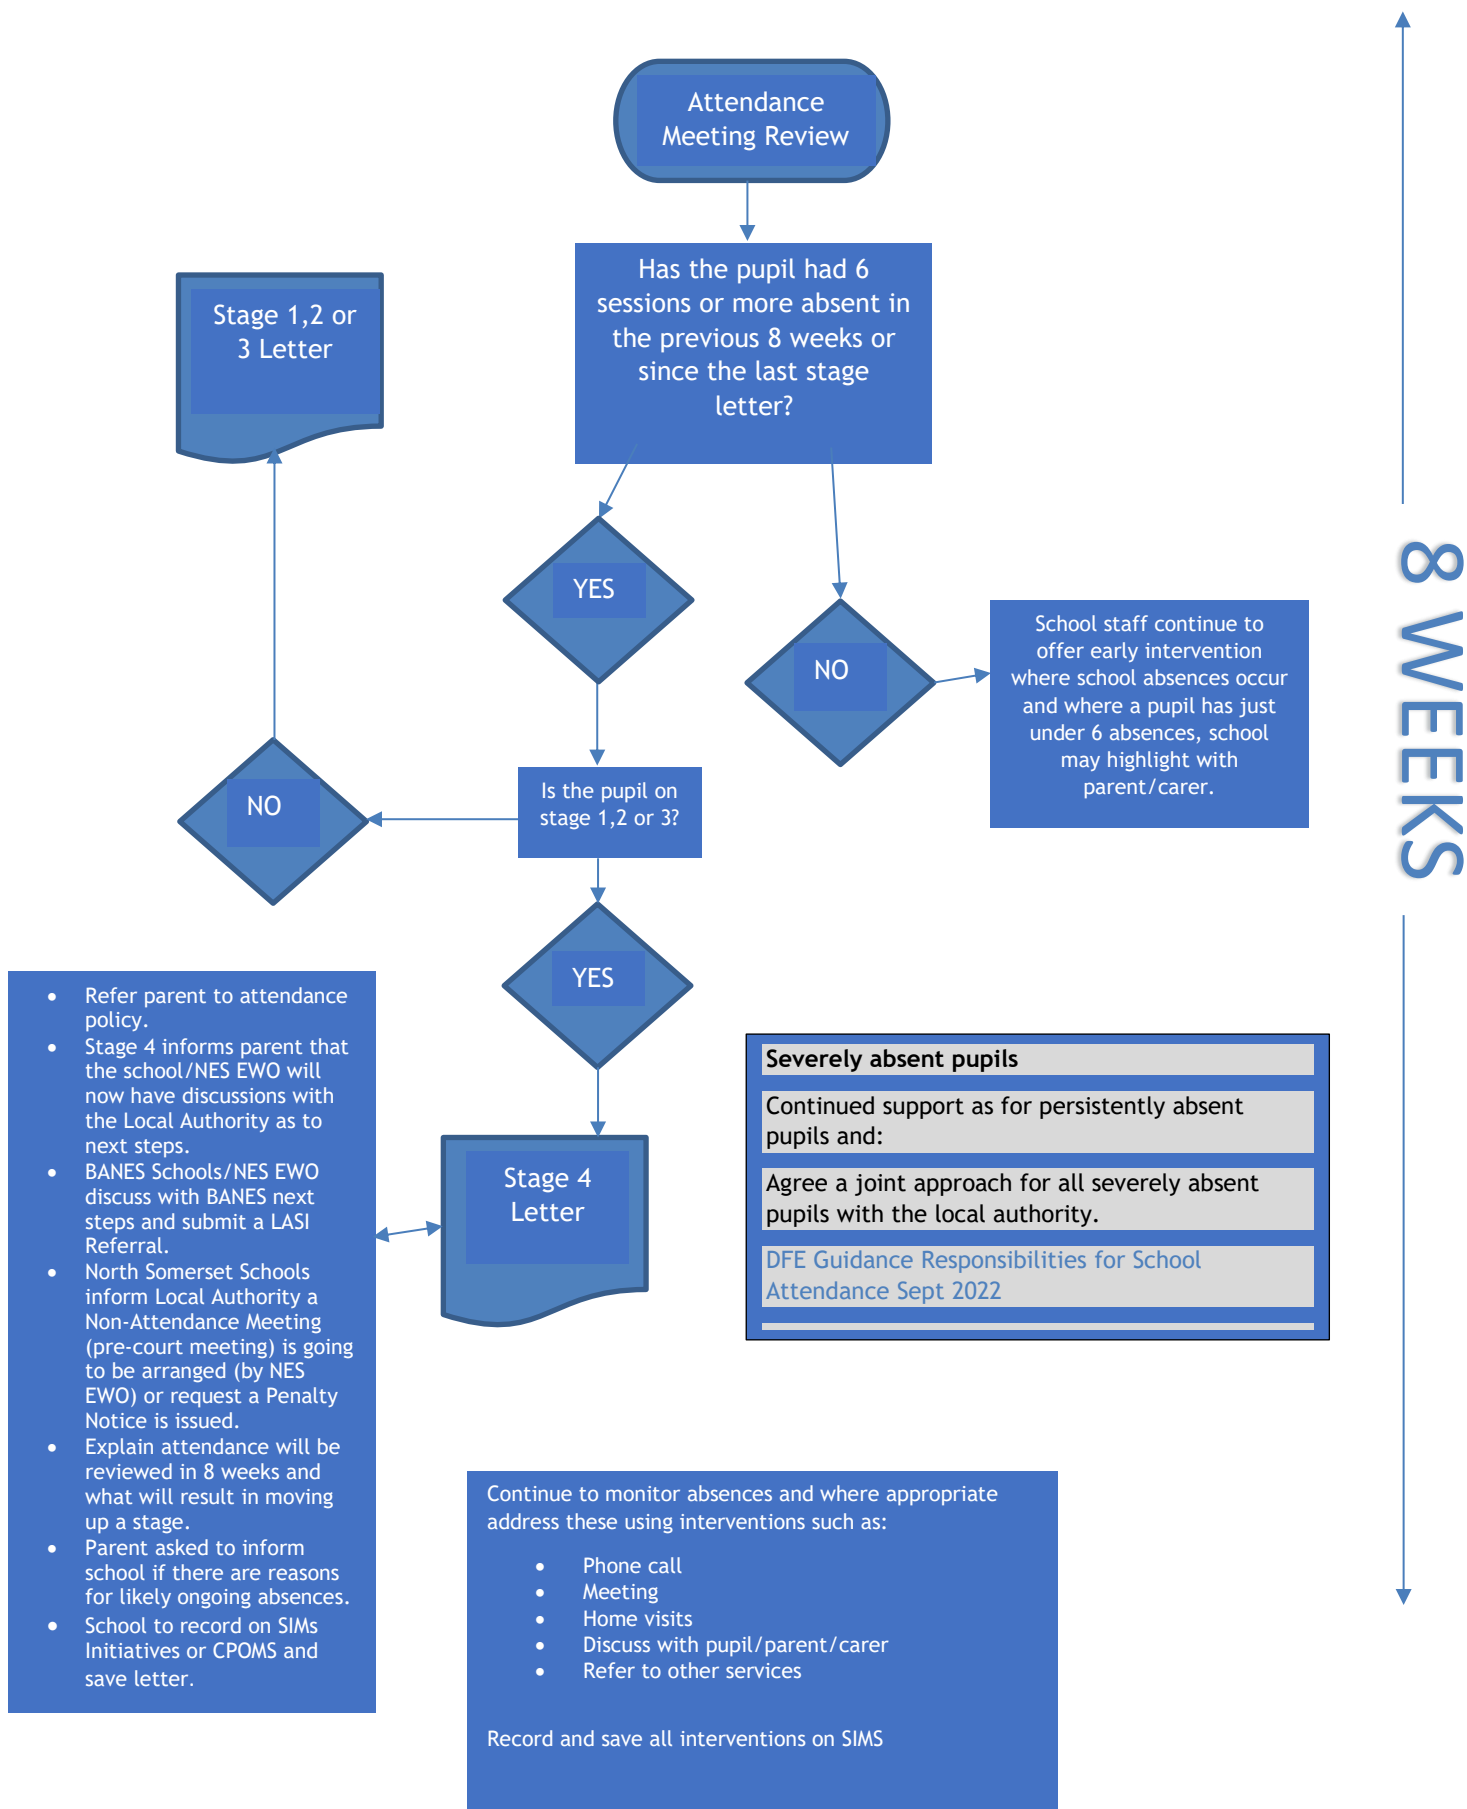 Attendance
Meeting Review
Has the pupil had 6
sessions or more absent in
the previous 8 weeks or
since the last stage
letter?
Stage 1,2 or
3 Letter
YES
NO
School staff continue to
offer early intervention
where school absences occur
and where a pupil has just
under 6 absences, school
may highlight with
parent/carer.
8 WEEKS
Is the pupil on
stage 1,2 or 3?
NO
YES
Stage 4
Letter
• Refer parent to attendance
policy.
• Stage 4 informs parent that
the school/NES EWO will
now have discussions with
the Local Authority as to
next steps.
• BANES Schools/NES EWO
discuss with BANES next
steps and submit a LASI
Referral.
• North Somerset Schools
inform Local Authority a
Non-Attendance Meeting
(pre-court meeting) is going
to be arranged (by NES
EWO) or request a Penalty
Notice is issued.
• Explain attendance will be
reviewed in 8 weeks and
what will result in moving
up a stage.
• Parent asked to inform
school if there are reasons
for likely ongoing absences.
• School to record on SIMs
Initiatives or CPOMS and
save letter.
Severely absent pupils
Continued support as for persistently absent
pupils and:
Agree a joint approach for all severely absent
pupils with the local authority.
DFE Guidance Responsibilities for School
Attendance Sept 2022
Continue to monitor absences and where appropriate
address these using interventions such as:
• Phone call
• Meeting
• Home visits
• Discuss with pupil/parent/carer
• Refer to other services
Record and save all interventions on SIMS